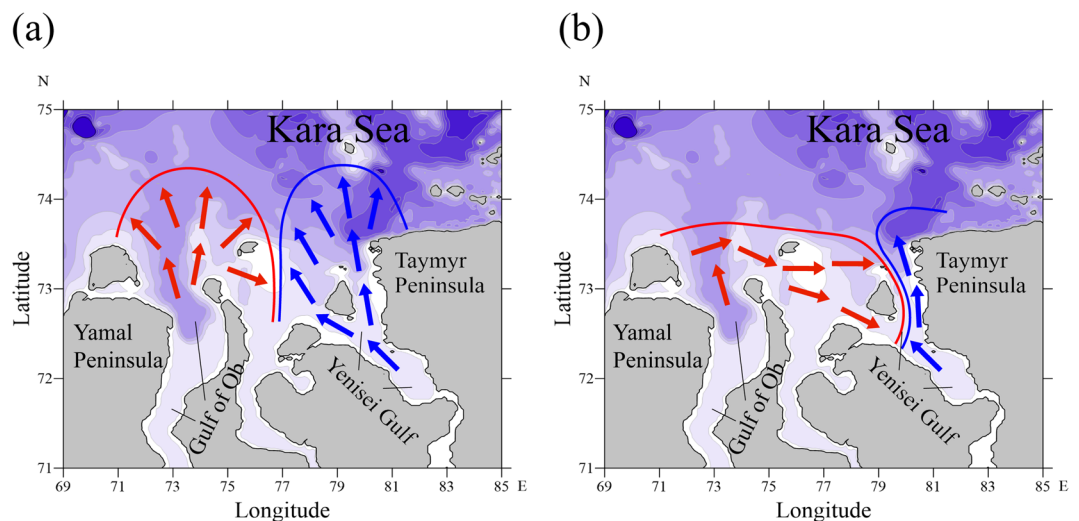 (a)
N
75
74
73
72
71
Latitude
Kara Sea
Taymyr
Peninsula
Yamal
Peninsula
Gulf of Ob
Yenisei Gulf
69 71 73 75 77 79 81 83 85 E
Longitude
(b)
N
75
74
73
72
71
Latitude
Kara Sea
Taymyr
Peninsula
Yamal
Peninsula
Gulf of Ob
Yenisei Gulf
69 71 73 75 77 79 81 83 85 E
Longitude